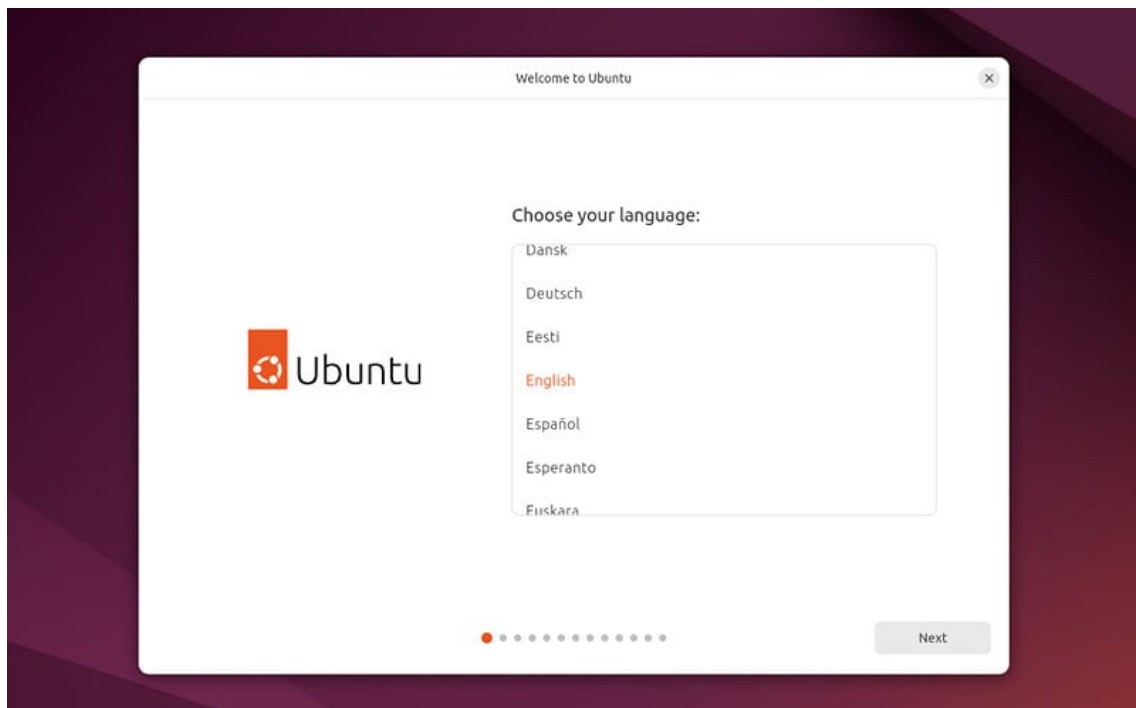 Welcome to Ubuntu
Choose your language:
Dansk
Deutsch
Eesti
English
Ubuntu
Español
Esperanto
Euskara
Next